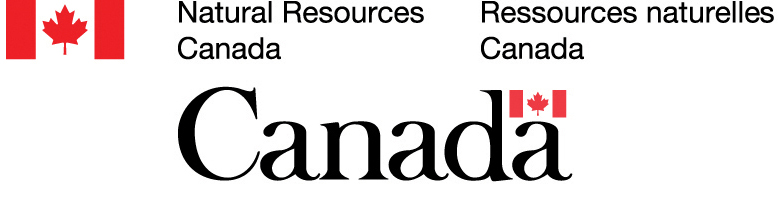 Natural Resources
Canada
Ressources naturelles
Canada
Canada